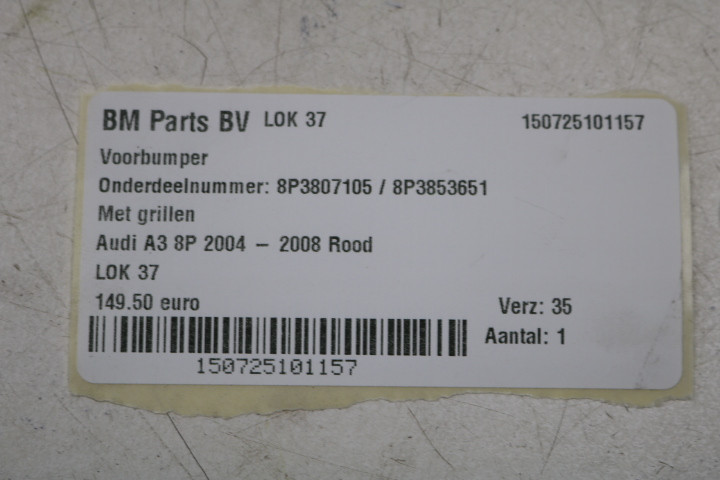 BM Parts BV LOK 37 150725101157
Voorbumper
Onderdeelnummer: 8P3807105 / 8P3853651
Met grillen
Audi A3 8P 2004 – 2008 Rood
LOK 37
149.50 euro Verz: 35
Aantal: 1
150725101157